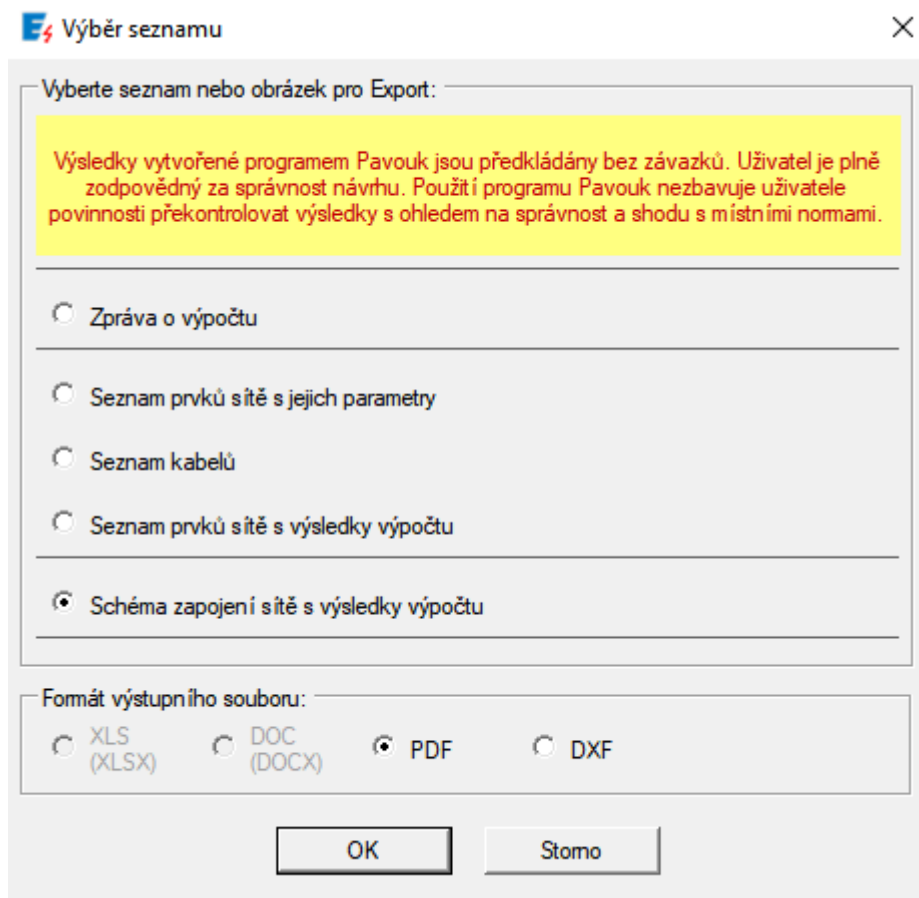 Výběr seznamu
Vyberte seznam nebo obrázek pro Export:
Výsledky vytvořené programem Pavouk jsou předkládány bez závazků. Uživatel je plně
zodpovědný za správnost návrhu. Použití programu Pavouk nezbavuje uživatele
povinnosti překontrolovat výsledky s ohledem na správnost a shodu s místními normami.
Zpráva o výpočtu
Seznam prvků sítě s jejich parametry
Seznam kabelů
Seznam prvků sítě s výsledky výpočtu
Schéma zapojení sítě s výsledky výpočtu
Formát výstupního souboru:
XLS
(XLSX)
DOC
(DOCX)
PDF
DXF
OK
Storno